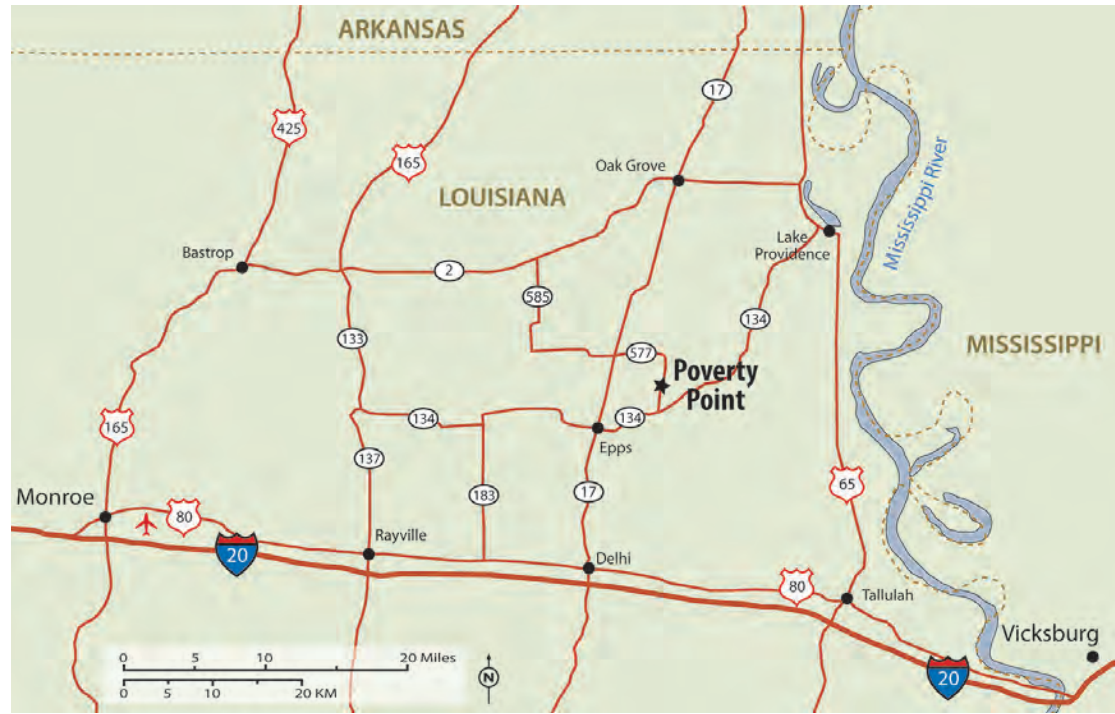 ARKANSAS
17
425
165
Oak Grove
LOUISIANA
Mississippi River
Lake
Providence
Bastrop
2
585
134
133
577
MISSISSIPPI
Poverty
Point
134
134
165
Epps
137
65
183
17
Monroe
80
Rayville
20
Delhi
80
Tallulah
Vicksburg
0 5 10 20 Miles
0 5 10 20 KM
N
20